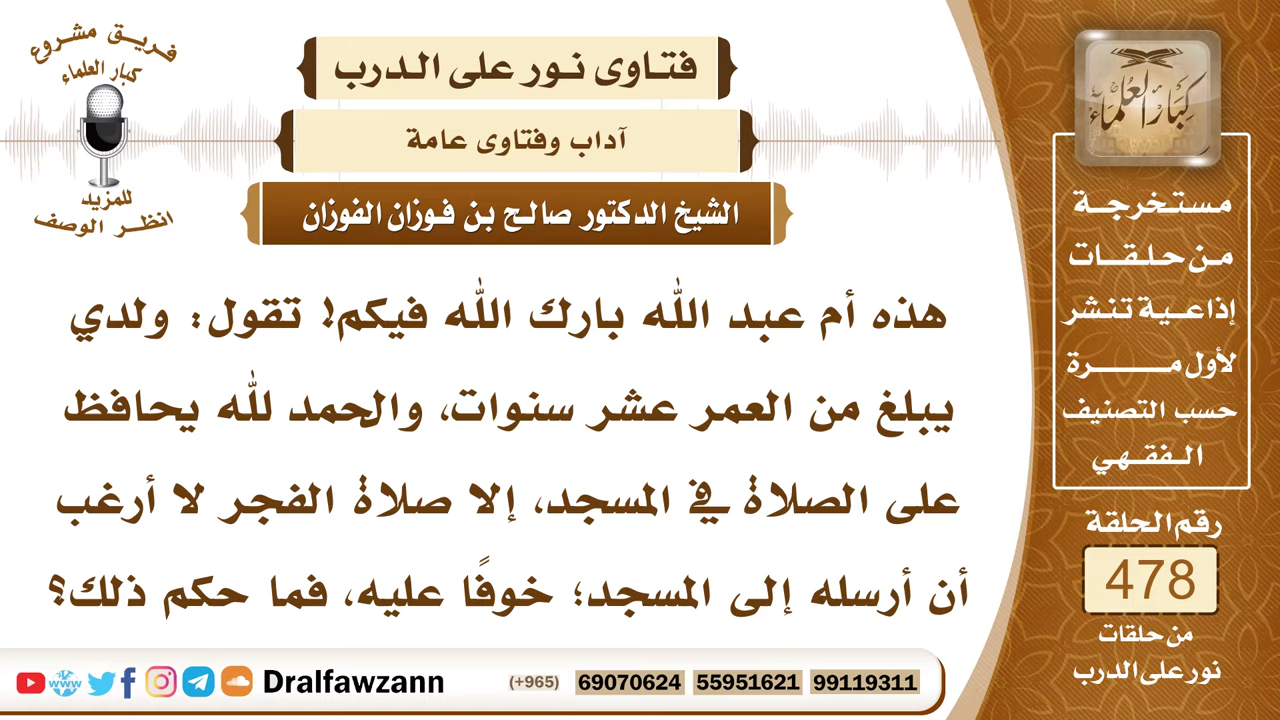 فريق مشروع
كبار العلماء
للمزيد
انظر الوصف
فتاوى نور على الدرب
آداب وفتاوى عامة
الشيخ الدكتور صالح بن فوزان الفوزان
هذه أم عبد الله بارك الله فيكم! تقول: ولدي
يبلغ من العمر عشر سنوات، والحمد لله يحافظ
على الصلاة في المسجد، إلا صلاة الفجر لا أرغب
أن أرسله إلى المسجد؛ خوفًا عليه، فما حكم ذلك؟
كبار العلماء
مستخرجة
من حلقات
إذاعية تنشر
لأول مرة
حسب التصنيف
الفقهي
رقم الحلقة
478
من حلقات
نور على الدرب
www Dralfawzann (+965) 69070624 55951621 99119311